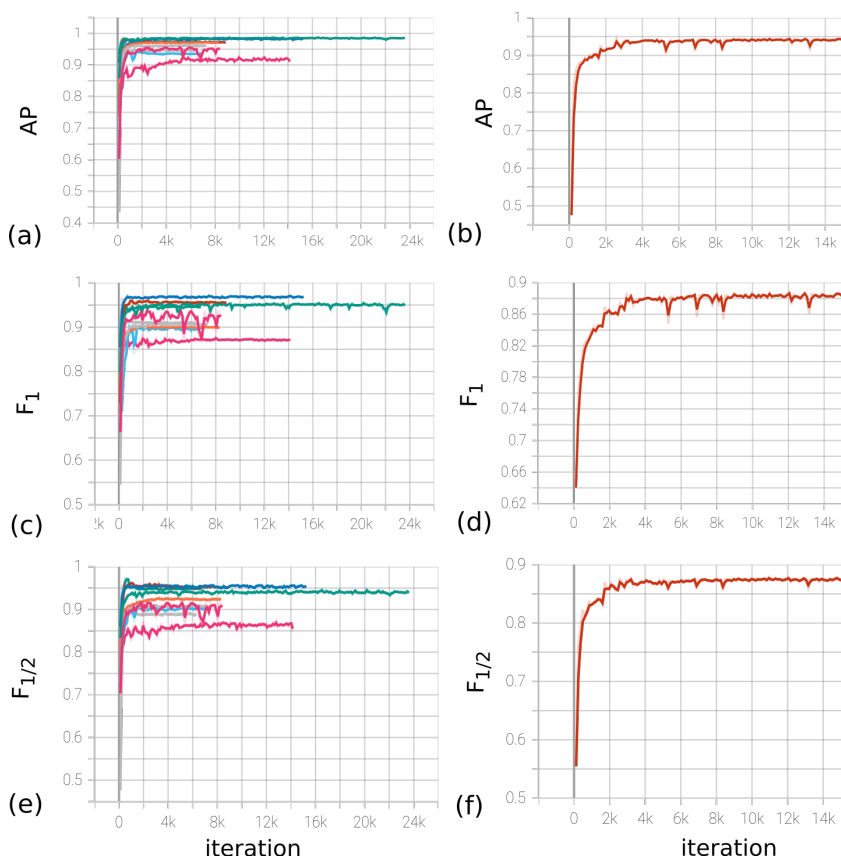 1
0.9
0.8
0.7
0.6
0.5
0.4
0 4k 8k 12k 16k 20k 24k
AP
(a)
1
0.9
0.8
0.7
0.6
0.5
0 2k 4k 6k 8k 10k 12k 14k
AP
(b)
1
0.9
0.8
0.7
0.6
0.5
k 0 4k 8k 12k 16k 20k 24k
F1
(c)
0.9
0.86
0.82
0.78
0.74
0.7
0.66
0.62
0 2k 4k 6k 8k 10k 12k 14k
F1
(d)
1
0.9
0.8
0.7
0.6
0.5
0 4k 8k 12k 16k 20k 24k
F1/2
(e)
iteration
0.9
0.8
0.7
0.6
0.5
0 2k 4k 6k 8k 10k 12k 14k
F1/2
(f)
iteration